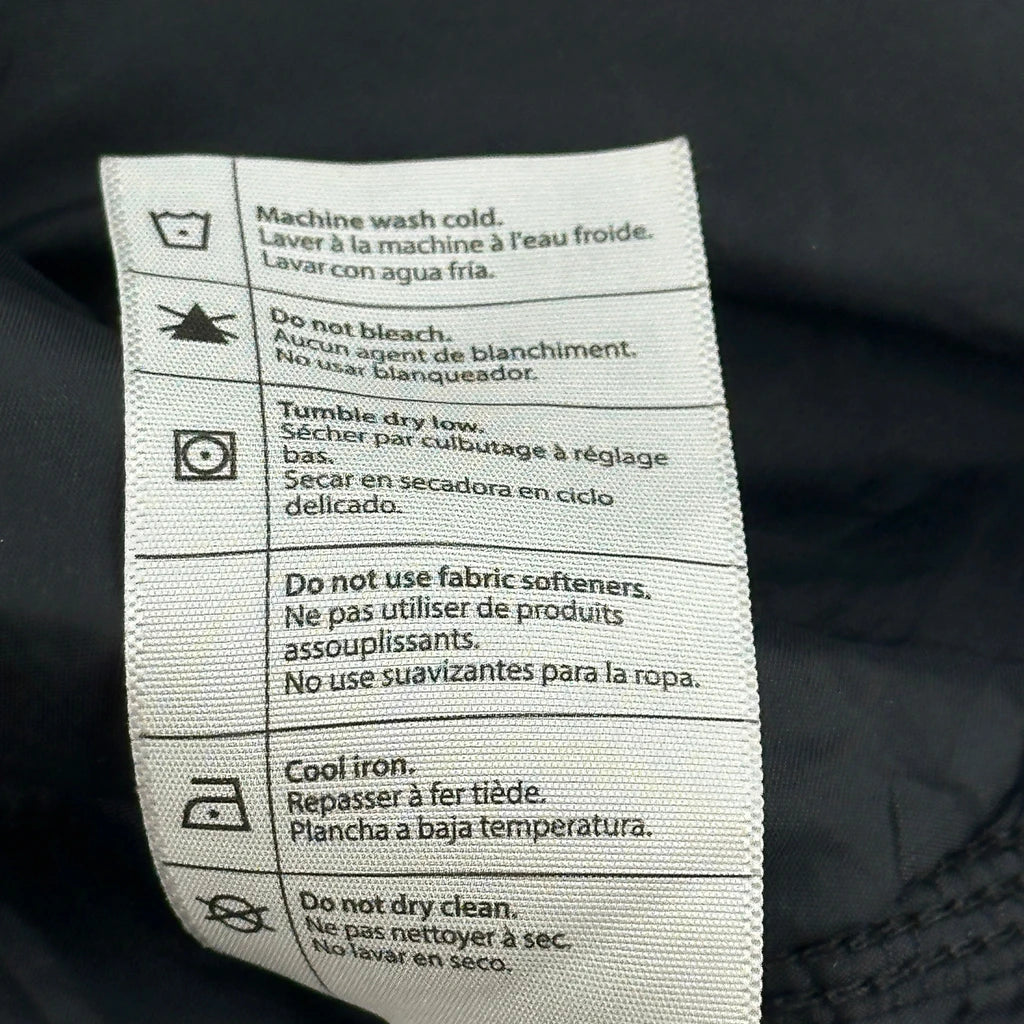 Machine wash cold.
Laver à la machine à l'eau froide.
Lavar con agua fría.
Do not bleach.
Aucun agent de blanchiment.
No usar blanqueador.
Tumble dry low.
Sécher par culbutage à réglage
bas.
Secar en secadora en ciclo
delicado.
Do not use fabric softeners.
Ne pas utiliser de produits
assouplissants.
No use suavizantes para la ropa.
Cool iron.
Repasser à fer tiède.
Plancha a baja temperatura.
Do not dry clean.
Ne pas nettoyer à sec.
No lavar en seco.